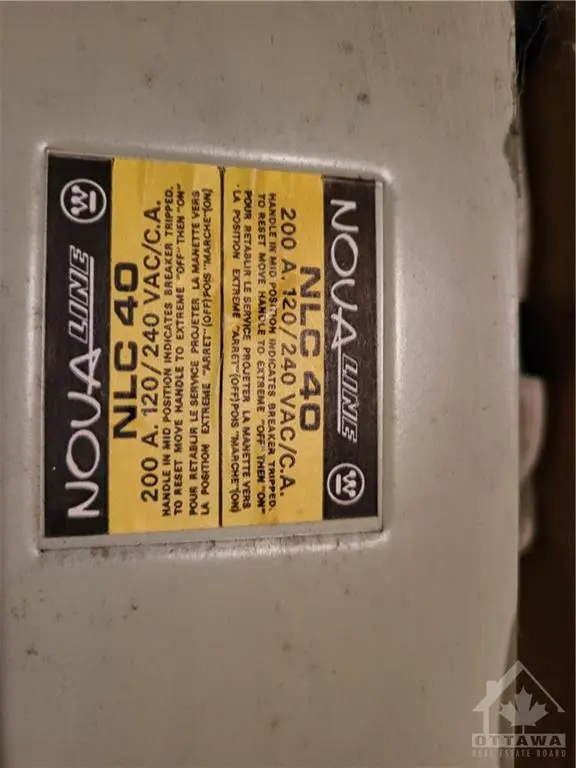 NOVA LINE
NLC 40
200 A. 120/240 VAC/C.A.
HANDLE IN MID POSITION INDICATES BREAKER TRIPPED.
TO RESET MOVE HANDLE TO EXTREME "OFF" THEN "ON"
POUR RETABLIR LE SERVICE PROJETER LA MANETTE VERS
LA POSITION EXTREME "ARRET"(OFF) POIS "MARCHE"(ON)
NOVA LINE
NLC 40
200 A. 120/240 VAC/C.A.
HANDLE IN MID POSITION INDICATES BREAKER TRIPPED.
TO RESET MOVE HANDLE TO EXTREME "OFF" THEN "ON"
POUR RETABLIR LE SERVICE PROJETER LA MANETTE VERS
LA POSITION EXTREME "ARRET"(OFF) POIS "MARCHE"(ON)
OTTAWA
REAL ESTATE BOARD